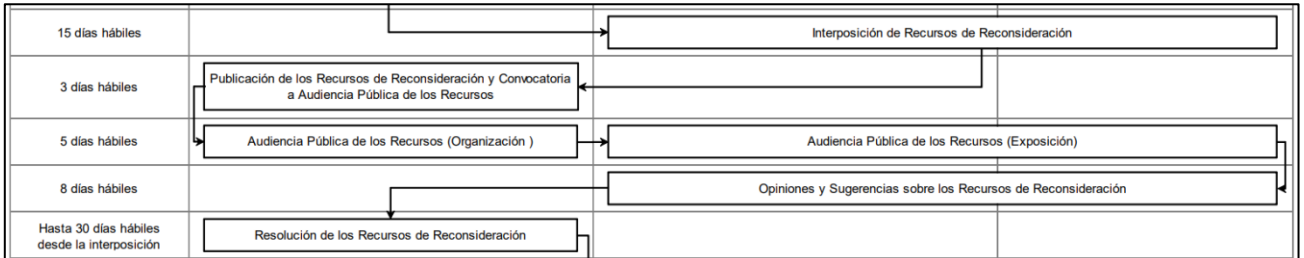 15 días hábiles
Interposición de Recursos de Reconsideración
3 días hábiles
Publicación de los Recursos de Reconsideración y Convocatoria
a Audiencia Pública de los Recursos
5 días hábiles
Audiencia Pública de los Recursos (Organización )
Audiencia Pública de los Recursos (Exposición)
8 días hábiles
Opiniones y Sugerencias sobre los Recursos de Reconsideración
Hasta 30 días hábiles
desde la interposición
Resolución de los Recursos de Reconsideración